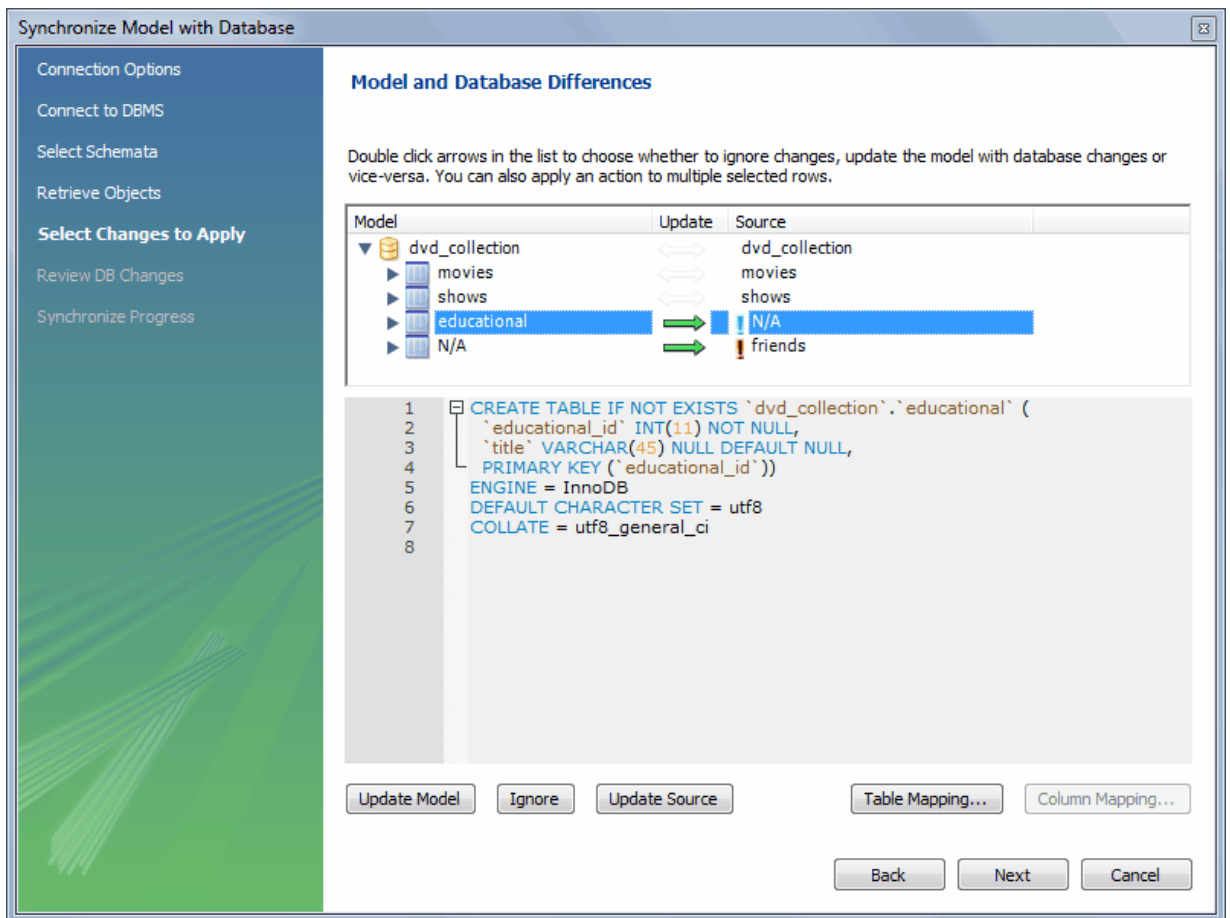 Synchronize Model with Database
Connection Options
Connect to DBMS
Select Schemata
Retrieve Objects
Select Changes to Apply
Review DB Changes
Synchronize Progress
Model and Database Differences
Double click arrows in the list to choose whether to ignore changes, update the model with database changes or
vice-versa. You can also apply an action to multiple selected rows.
Model Update Source
dvd_collection dvd_collection
movies movies
shows shows
educational N/A
N/A friends
1 CREATE TABLE IF NOT EXISTS `dvd_collection`.`educational` (
2 `educational_id` INT(11) NOT NULL,
3 `title` VARCHAR(45) NULL DEFAULT NULL,
4 PRIMARY KEY (`educational_id`))
5 ENGINE = InnoDB
6 DEFAULT CHARACTER SET = utf8
7 COLLATE = utf8_general_ci
8
Update Model Ignore Update Source Table Mapping... Column Mapping...
Back Next Cancel